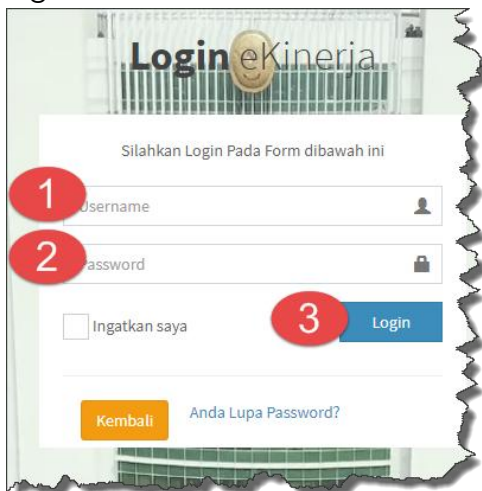 Login eKinerja
Silahkan Login Pada Form dibawah ini
1
Username
2
Password
Ingatkan saya
3
Login
Kembali
Anda Lupa Password?